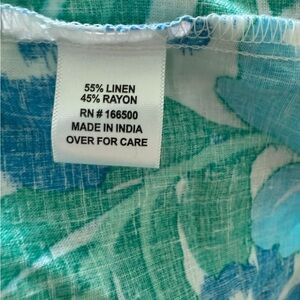 55% LINEN
45% RAYON
RN # 166500
MADE IN INDIA
OVER FOR CARE